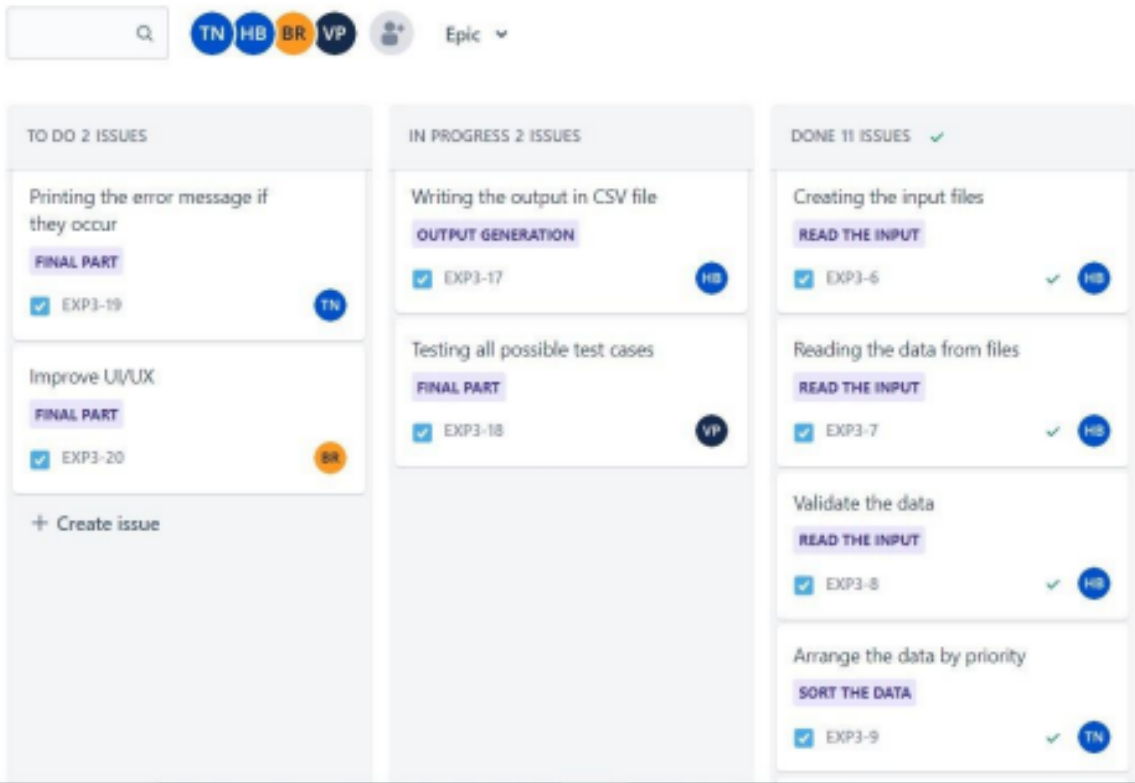 TN HB BR VP Epic
TO DO 2 ISSUES
Printing the error message if
they occur
FINAL PART
EXP3-19 TN
Improve UI/UX
FINAL PART
EXP3-20 BR
+ Create issue
IN PROGRESS 2 ISSUES
Writing the output in CSV file
OUTPUT GENERATION
EXP3-17 HB
Testing all possible test cases
FINAL PART
EXP3-18 VP
DONE 11 ISSUES
Creating the input files
READ THE INPUT
EXP3-6 HB
Reading the data from files
READ THE INPUT
EXP3-7 HB
Validate the data
READ THE INPUT
EXP3-8 HB
Arrange the data by priority
SORT THE DATA
EXP3-9 TN